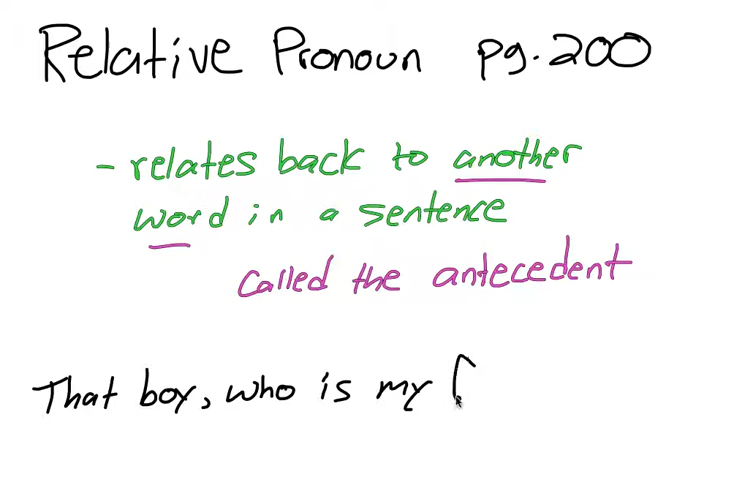 Relative Pronoun pg. 200
- relates back to another
word in a sentence
called the antecedent
That boy, who is my